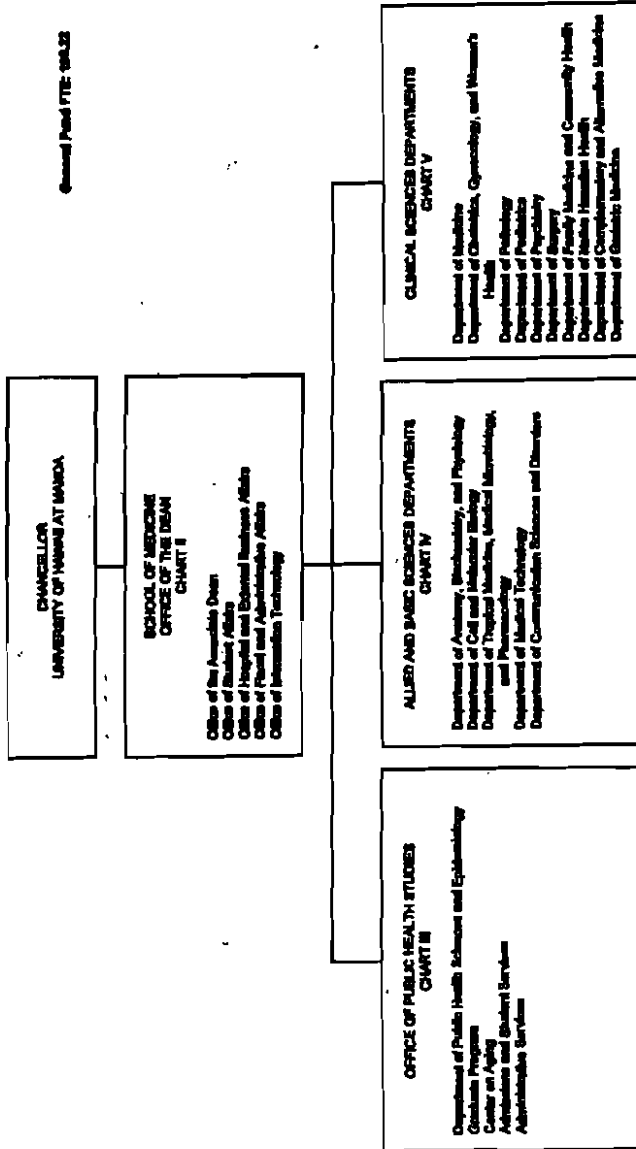 General Fund FTE:
CHANCELLOR
UNIVERSITY OF HAWAII AT MANOA
SCHOOL OF MEDICINE
OFFICE OF THE DEAN
CHART II
Office of the Associate Dean
Office of Student Affairs
Office of Hospital and External Business Affairs
Office of Fiscal and Administrative Affairs
Office of Information Technology
OFFICE OF PUBLIC HEALTH STUDIES
CHART III
Department of Public Health Sciences and Epidemiology
Graduate Program
Center on Aging
Admissions and Student Services
Administrative Services
ALLIED AND BASIC SCIENCES DEPARTMENTS
CHART IV
Department of Anatomy, Biochemistry, and Physiology
Department of Cell and Molecular Biology
Department of Tropical Medicine, Medical Microbiology,
and Pharmacology
Department of Medical Technology
Department of Communication Sciences and Disorders
CLINICAL SCIENCES DEPARTMENTS
CHART V
Department of Medicine
Department of Obstetrics, Gynecology, and Women's
Health
Department of Pathology
Department of Pediatrics
Department of Psychiatry
Department of Surgery
Department of Family Medicine and Community Health
Department of Native Hawaiian Health
Department of Complementary and Alternative Medicine
Department of Geriatric Medicine